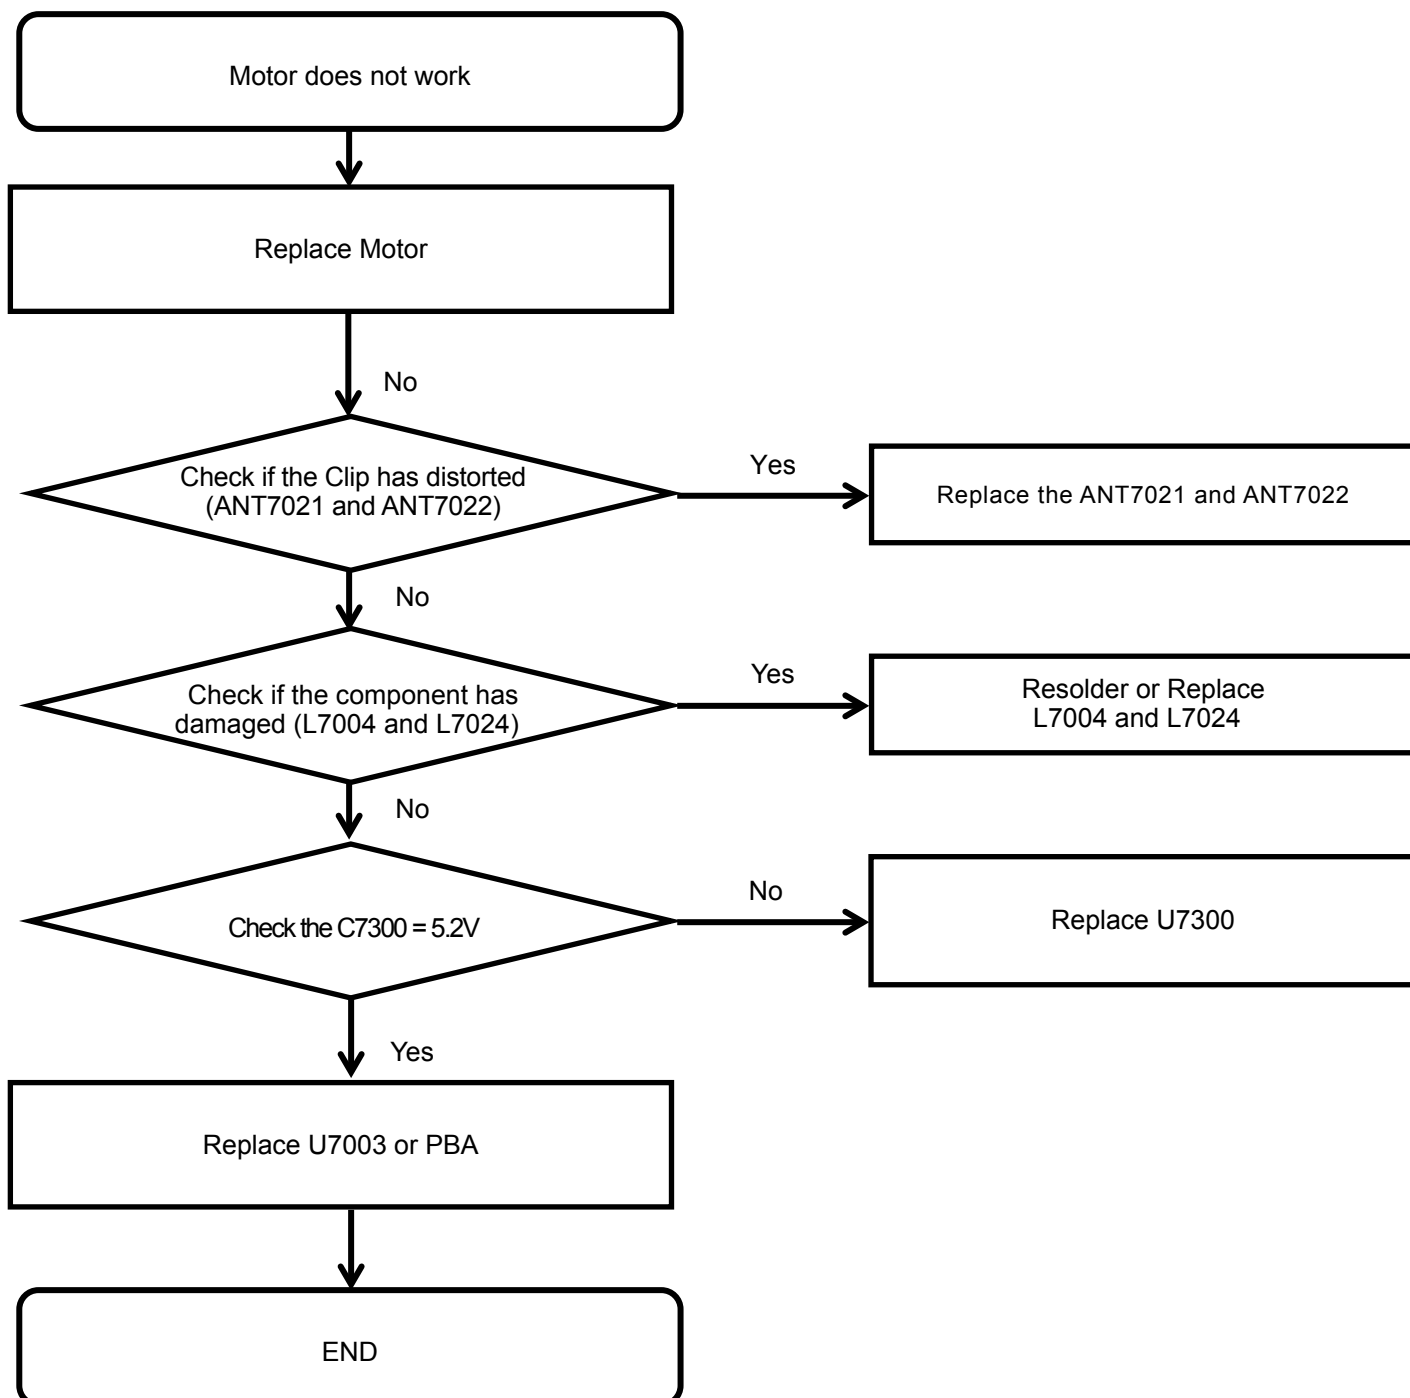 Motor does not work
Replace Motor
No
Check if the Clip has distorted
(ANT7021 and ANT7022)
Yes
Replace the ANT7021 and ANT7022
No
Check if the component has
damaged (L7004 and L7024)
Yes
Resolder or Replace
L7004 and L7024
No
Check the C7300 = 5.2V
No
Replace U7300
Yes
Replace U7003 or PBA
END